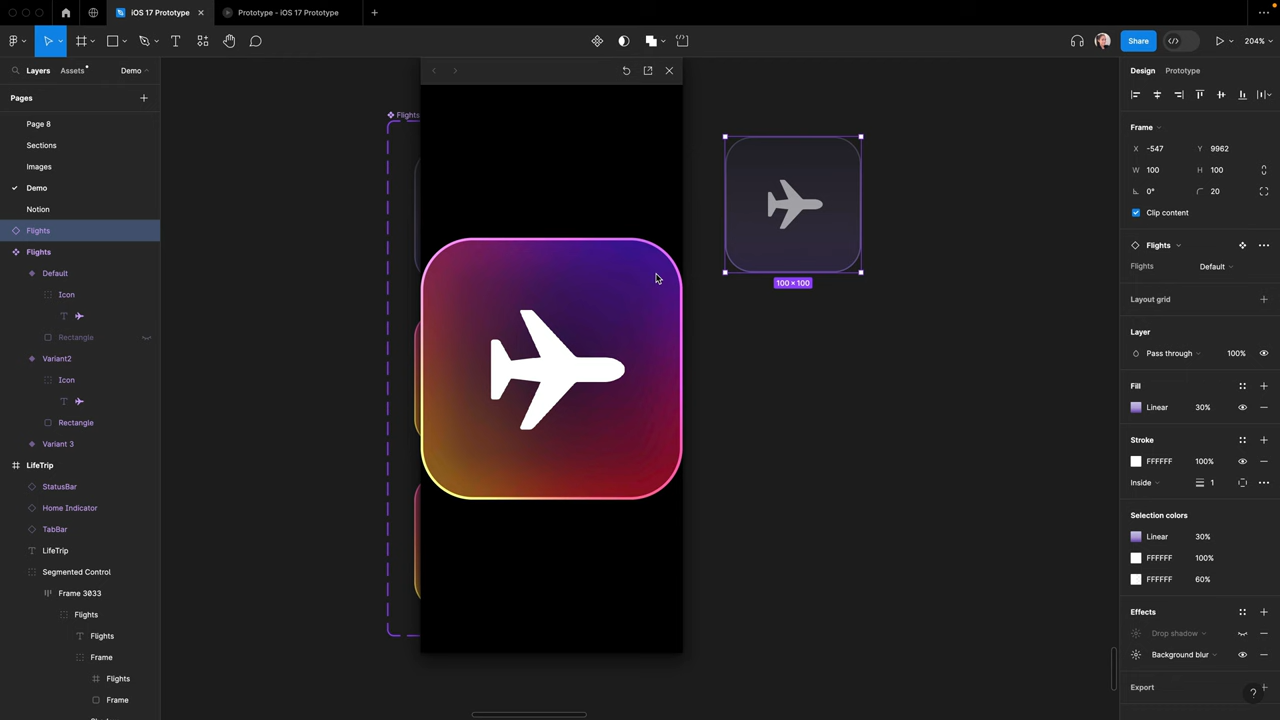 iOS 17 Prototype
Prototype - iOS 17 Prototype
Share
204%
Layers
Assets
Demo
Pages
Page 8
Sections
Images
Demo
Notion
Flights
Flights
Default
Icon
Rectangle
Variant2
Icon
Rectangle
Variant 3
LifeTrip
StatusBar
Home Indicator
TabBar
LifeTrip
Segmented Control
Frame 3033
Flights
Flights
Frame
Flights
Frame
Flights
100 × 100
Design
Prototype
Frame
X -547 Y 9962
W 100 H 100
0° 20
Clip content
Flights
Flights Default
Layout grid
Layer
Pass through 100%
Fill
Linear 30%
Stroke
FFFFFF 100%
Inside 1
Selection colors
Linear 30%
FFFFFF 100%
FFFFFF 60%
Effects
Drop shadow
Background blur
Export
?